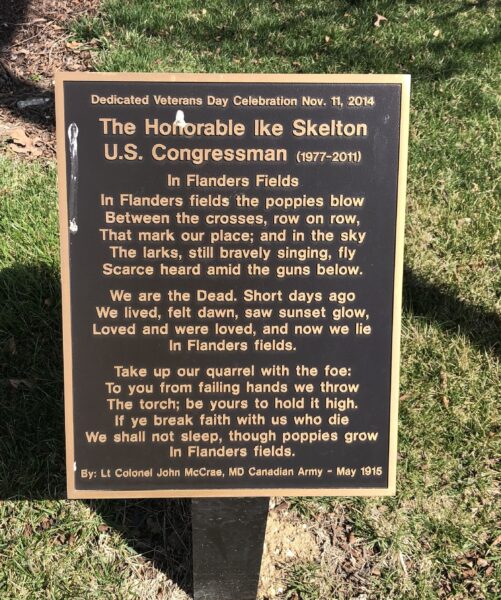 Dedicated Veterans Day Celebration Nov. 11, 2014
The Honorable Ike Skelton
U.S. Congressman (1977-2011)
In Flanders Fields
In Flanders fields the poppies blow
Between the crosses, row on row,
That mark our place; and in the sky
The larks, still bravely singing, fly
Scarce heard amid the guns below.
We are the Dead. Short days ago
We lived, felt dawn, saw sunset glow,
Loved and were loved, and now we lie
In Flanders fields.
Take up our quarrel with the foe:
To you from failing hands we throw
The torch; be yours to hold it high.
If ye break faith with us who die
We shall not sleep, though poppies grow
In Flanders fields.
By: Lt Colonel John McCrae, MD Canadian Army - May 1915